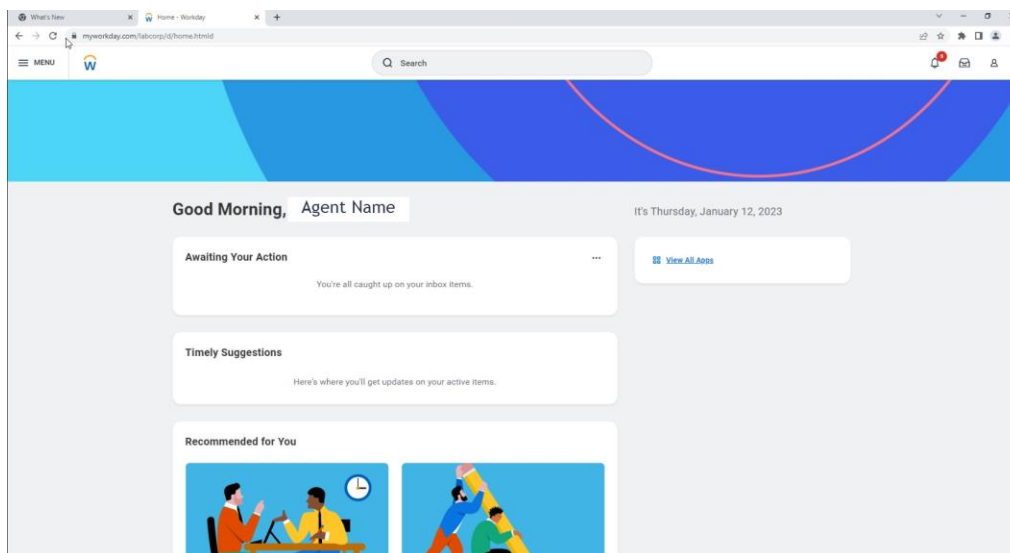 What's New
Home - Workday
myworkday.com/labcorp/d/home.htmld
MENU
W
Search
Good Morning, Agent Name
It's Thursday, January 12, 2023
Awaiting Your Action
You're all caught up on your inbox items.
View All Apps
Timely Suggestions
Here's where you'll get updates on your active items.
Recommended for You